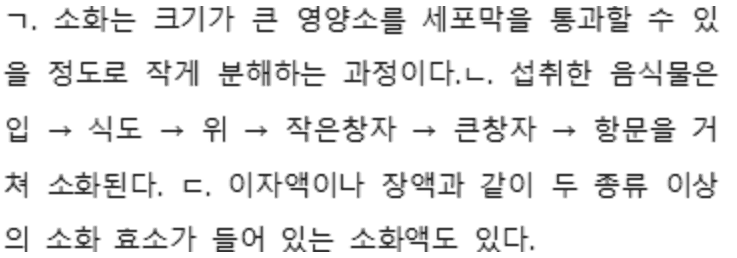 ㄱ. 소화는 크기가 큰 영양소를 세포막을 통과할 수 있
을 정도로 작게 분해하는 과정이다.ㄴ. 섭취한 음식물은
입 → 식도 → 위 → 작은창자 → 큰창자 → 항문을 거
쳐 소화된다. ㄷ. 이자액이나 장액과 같이 두 종류 이상
의 소화 효소가 들어 있는 소화액도 있다.